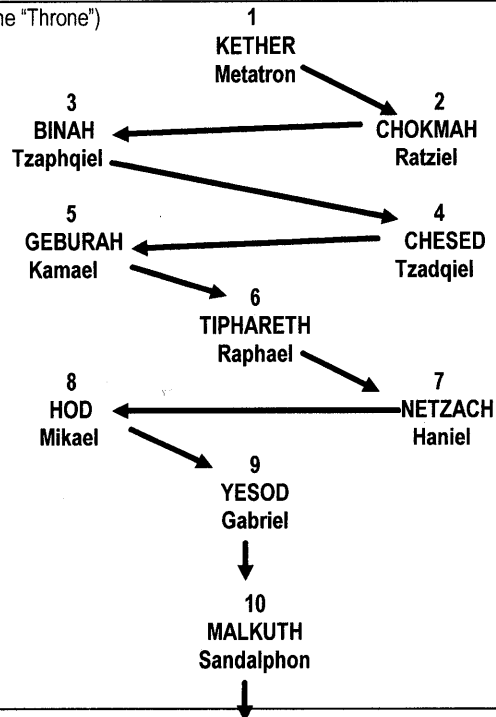 ne "Throne")
1
KETHER
Metatron
2
CHOKMAH
Ratziel
3
BINAH
Tzaphqiel
4
CHESED
Tzadqiel
5
GEBURAH
Kamael
6
TIPHARETH
Raphael
7
NETZACH
Haniel
8
HOD
Mikael
9
YESOD
Gabriel
10
MALKUTH
Sandalphon